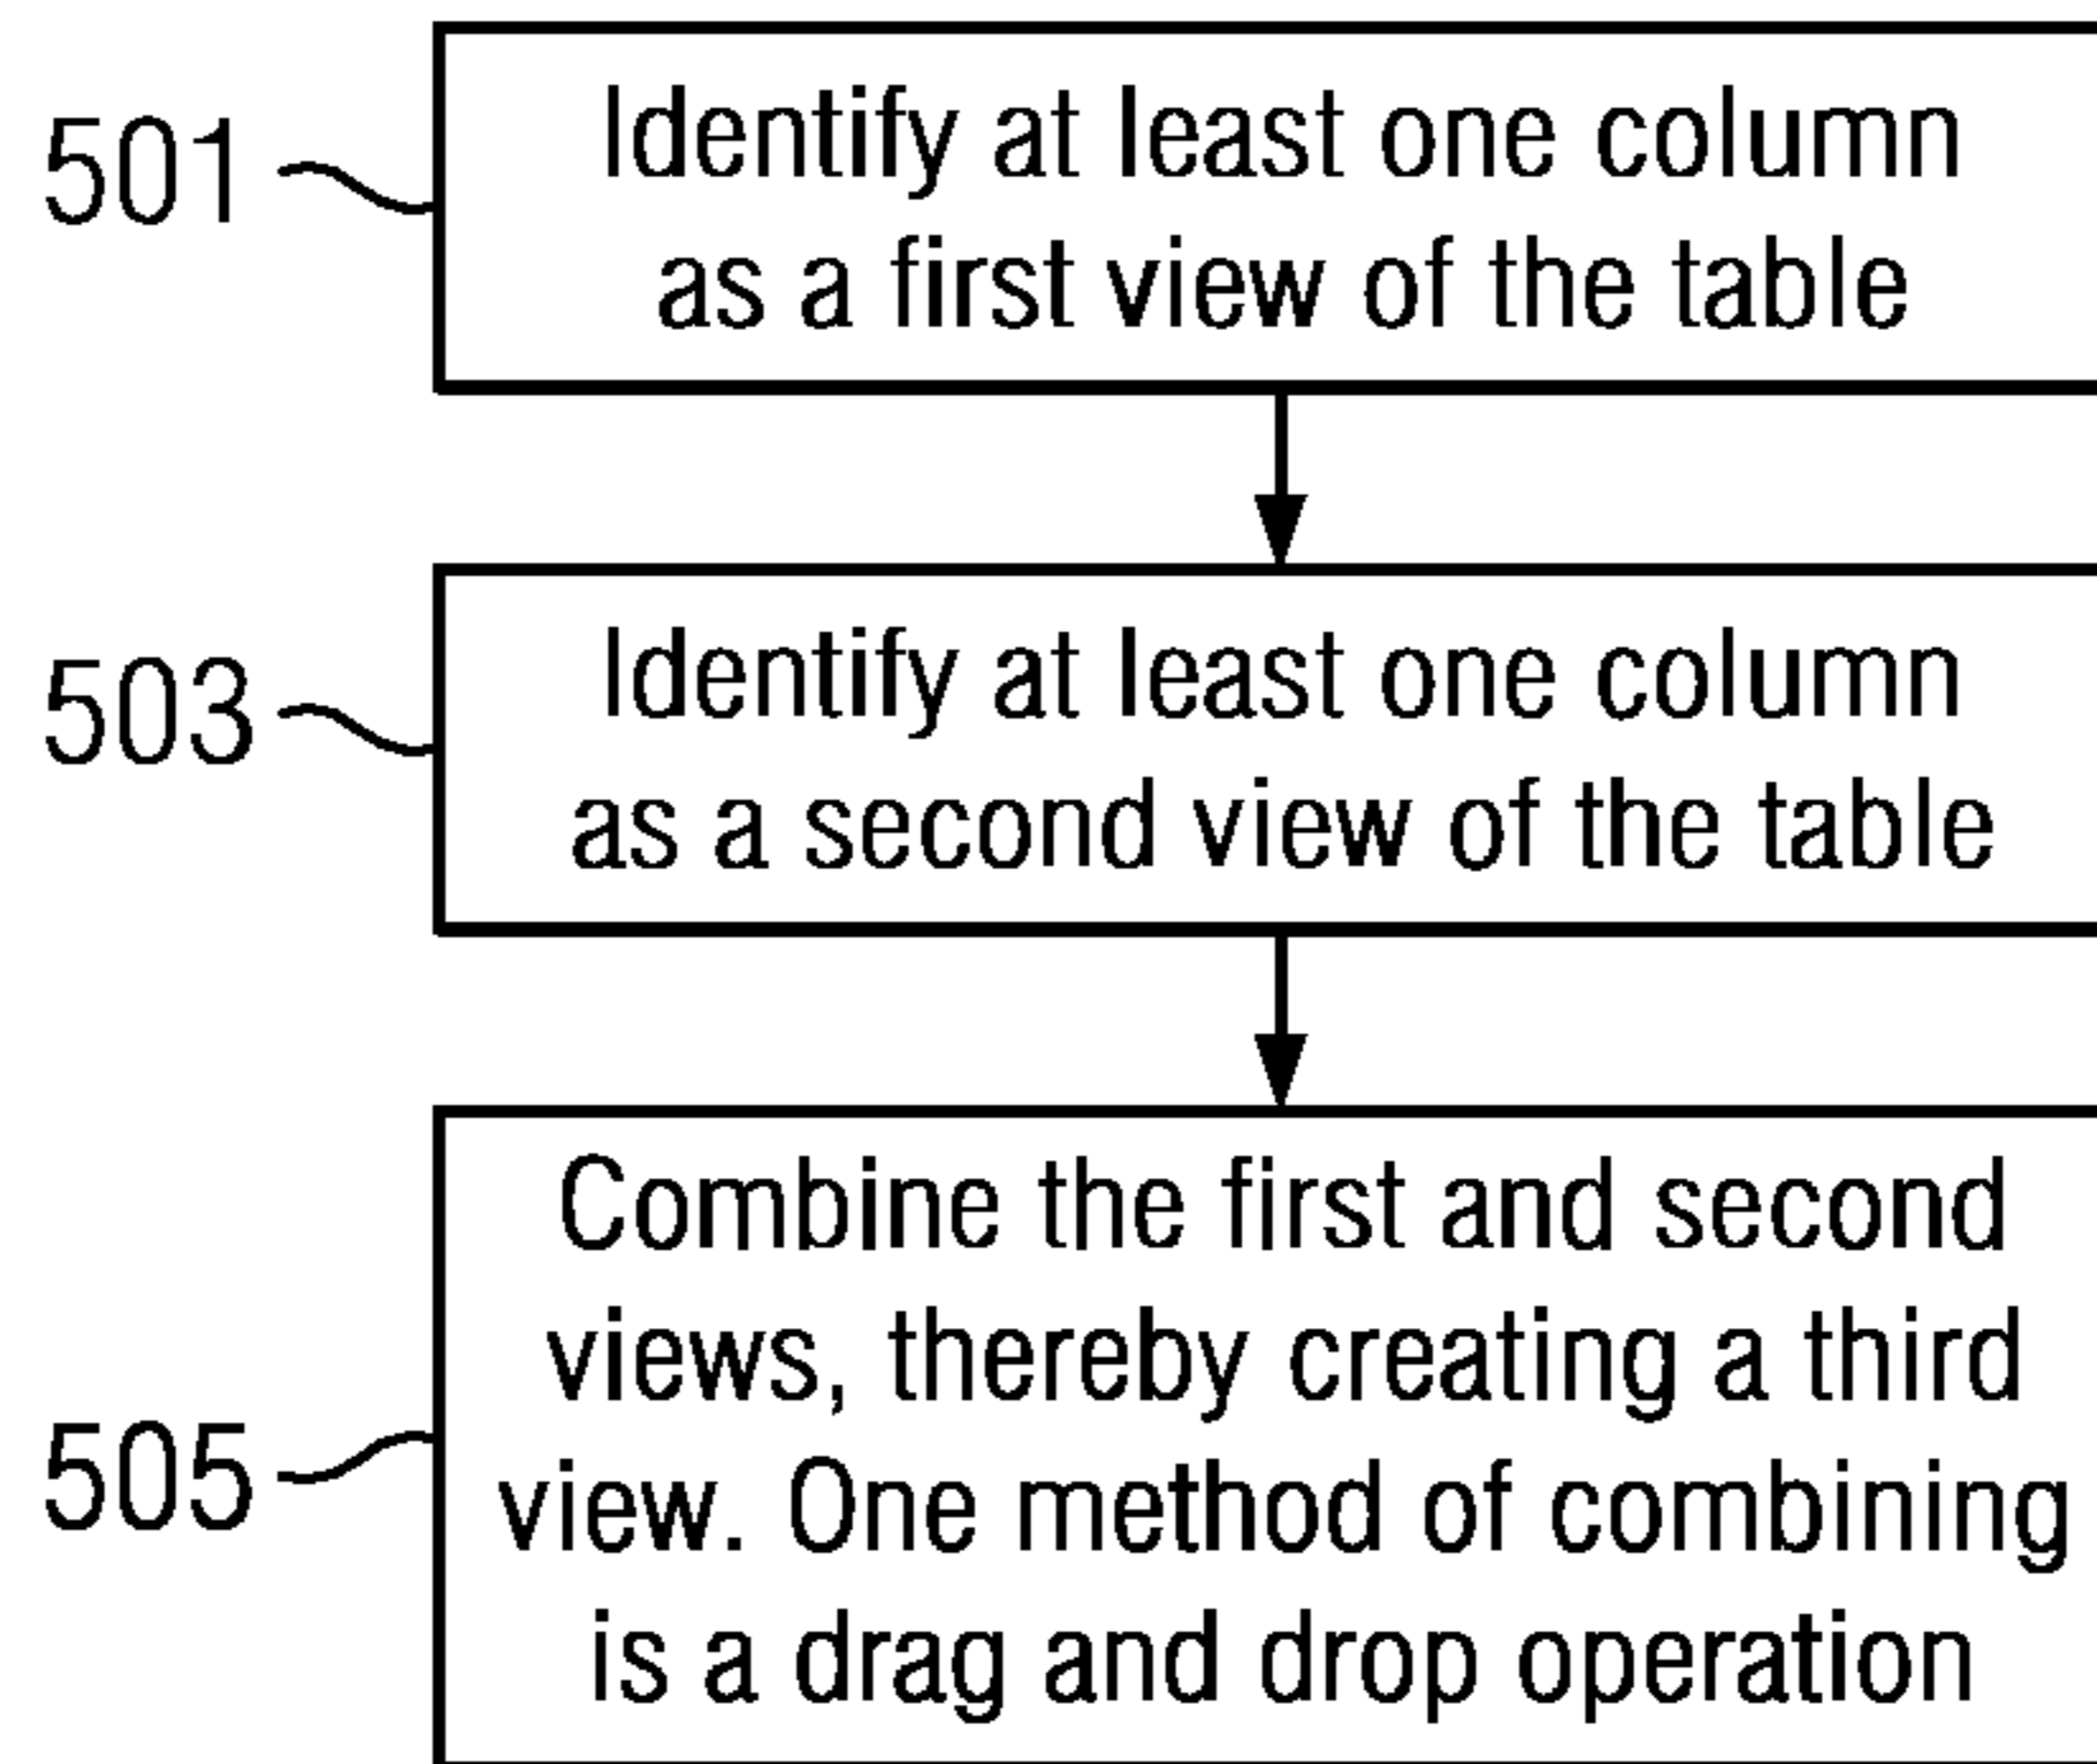 501
Identify at least one column
as a first view of the table
503
Identify at least one column
as a second view of the table
505
Combine the first and second
views, thereby creating a third
view. One method of combining
is a drag and drop operation